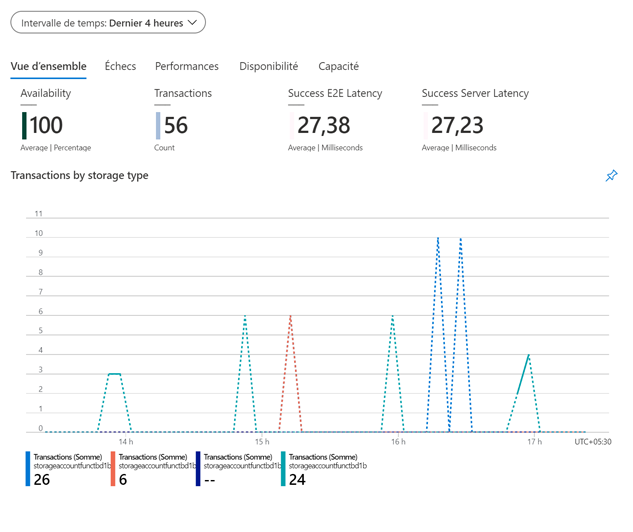 Intervalle de temps: Dernier 4 heures
Vue d'ensemble Échecs Performances Disponibilité Capacité
Availability Transactions Success E2E Latency Success Server Latency
100 56 27,38 27,23
Average | Percentage Count Average | Milliseconds Average | Milliseconds
Transactions by storage type
11
10
9
8
7
6
5
4
3
2
1
0
14 h 15 h 16 h 17 h UTC+05:30
Transactions (Somme) Transactions (Somme) Transactions (Somme) Transactions (Somme)
storageaccountfunctbd1b storageaccountfunctbd1b storageaccountfunctbd1b storageaccountfunctbd1b
26 6 -- 24